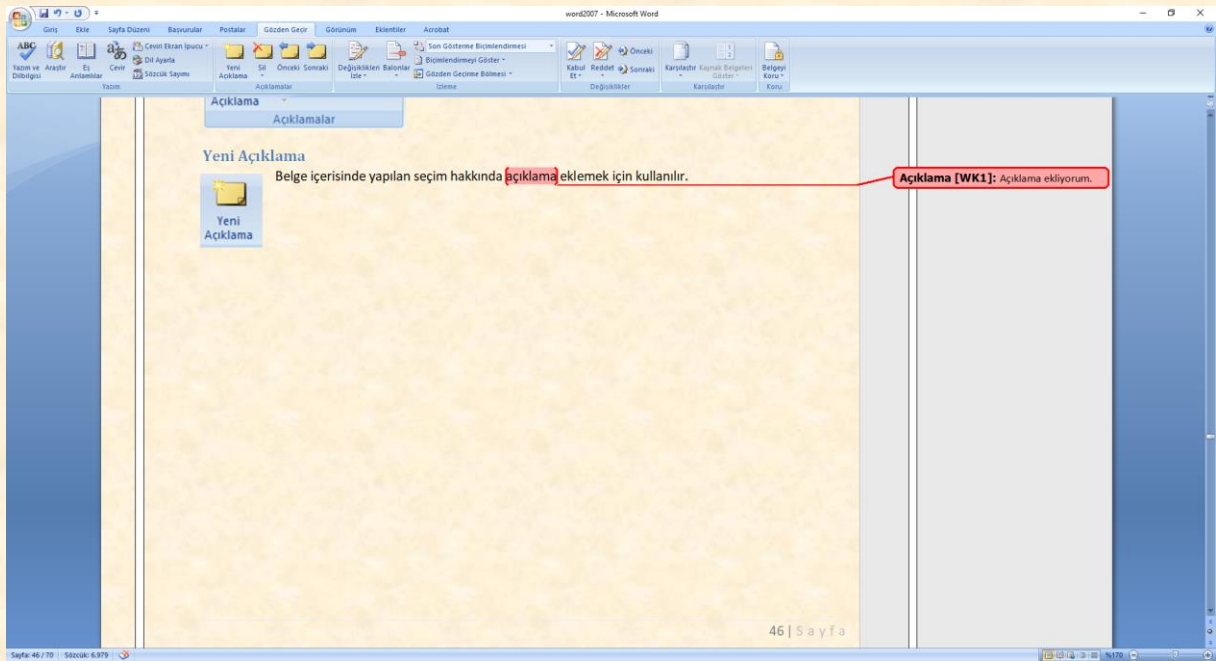 word2007 - Microsoft Word
Giriş Ekle Sayfa Düzeni Başvurular Postalar Gözden Geçir Görünüm Eklentiler Acrobat
ABC
Yazım ve Dilbilgisi
Araştır
Eş Anlamlılar
Çevir
Çeviri Ekran İpucu
Dil Ayarla
Sözcük Sayımı
Yazım
Yeni Açıklama
Sil
Önceki
Sonraki
Açıklamalar
Değişiklikleri İzle
Balonlar
Son Gösterme Biçimlendirmesi
Biçimlendirmeyi Göster
Gözden Geçirme Bölmesi
İzleme
Kabul Et
Reddet
Önceki
Sonraki
Değişiklikler
Karşılaştır
Kaynak Belgeleri Göster
Karşılaştır
Belgeyi Koru
Koru
Açıklama
Açıklamalar
Yeni Açıklama
Belge içerisinde yapılan seçim hakkında açıklama eklemek için kullanılır.
Açıklama [WK1]: Açıklama ekliyorum.
Yeni
Açıklama
46 | Sayfa
Sayfa: 46 / 70 Sözcük: 6.979 %170